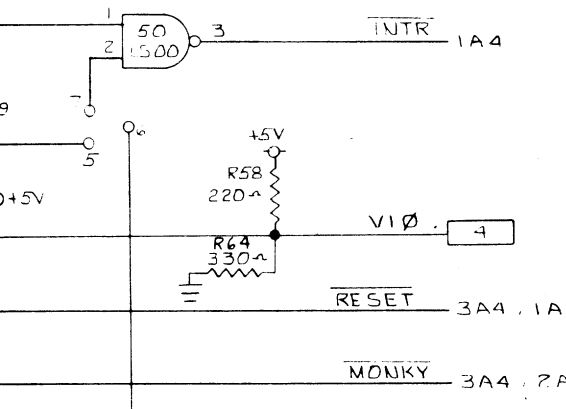 1
50
LS00
3
INTR
1A4
2
7
6
5
+5V
+5V
R58
220Ω
VIØ
4
R64
330Ω
RESET
3A4, 1A
MONKY
3A4, 2A